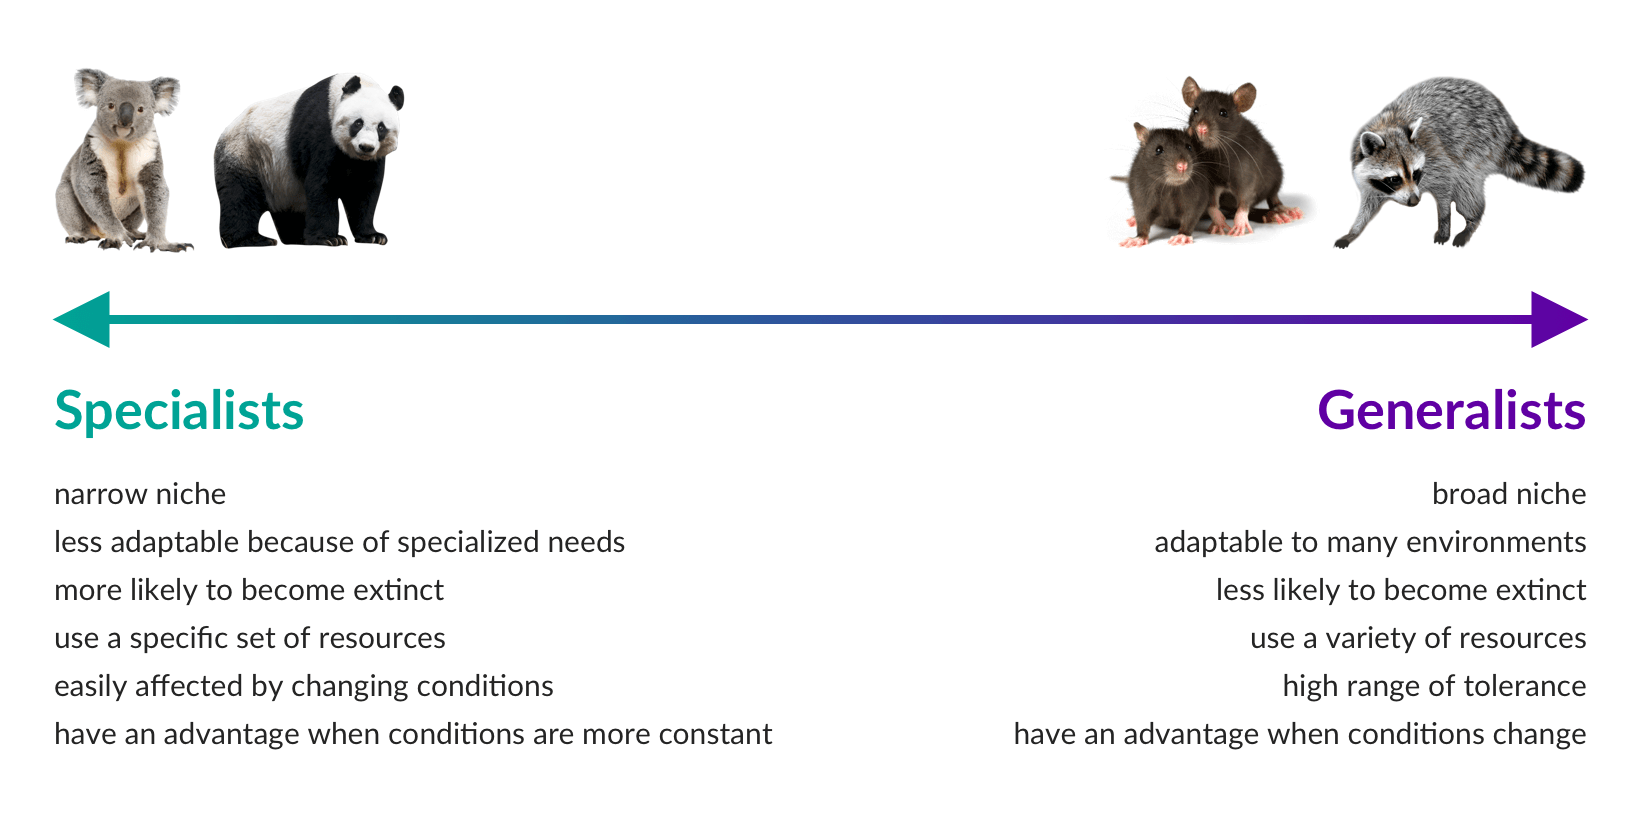 Specialists
narrow niche
less adaptable because of specialized needs
more likely to become extinct
use a specific set of resources
easily affected by changing conditions
have an advantage when conditions are more constant
Generalists
broad niche
adaptable to many environments
less likely to become extinct
use a variety of resources
high range of tolerance
have an advantage when conditions change